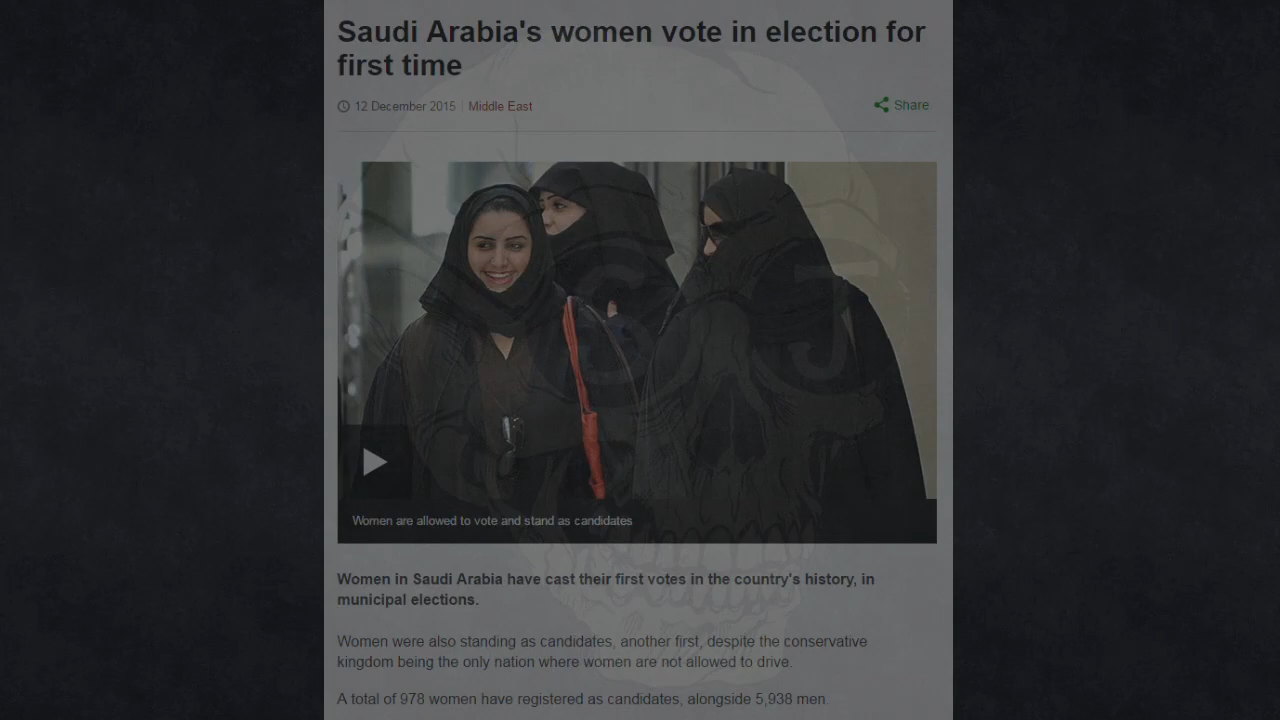 Saudi Arabia's women vote in election for
first time
12 December 2015 | Middle East
Share
S J
Women are allowed to vote and stand as candidates
Women in Saudi Arabia have cast their first votes in the country's history, in
municipal elections.
Women were also standing as candidates, another first, despite the conservative
kingdom being the only nation where women are not allowed to drive.
A total of 978 women have registered as candidates, alongside 5,938 men.